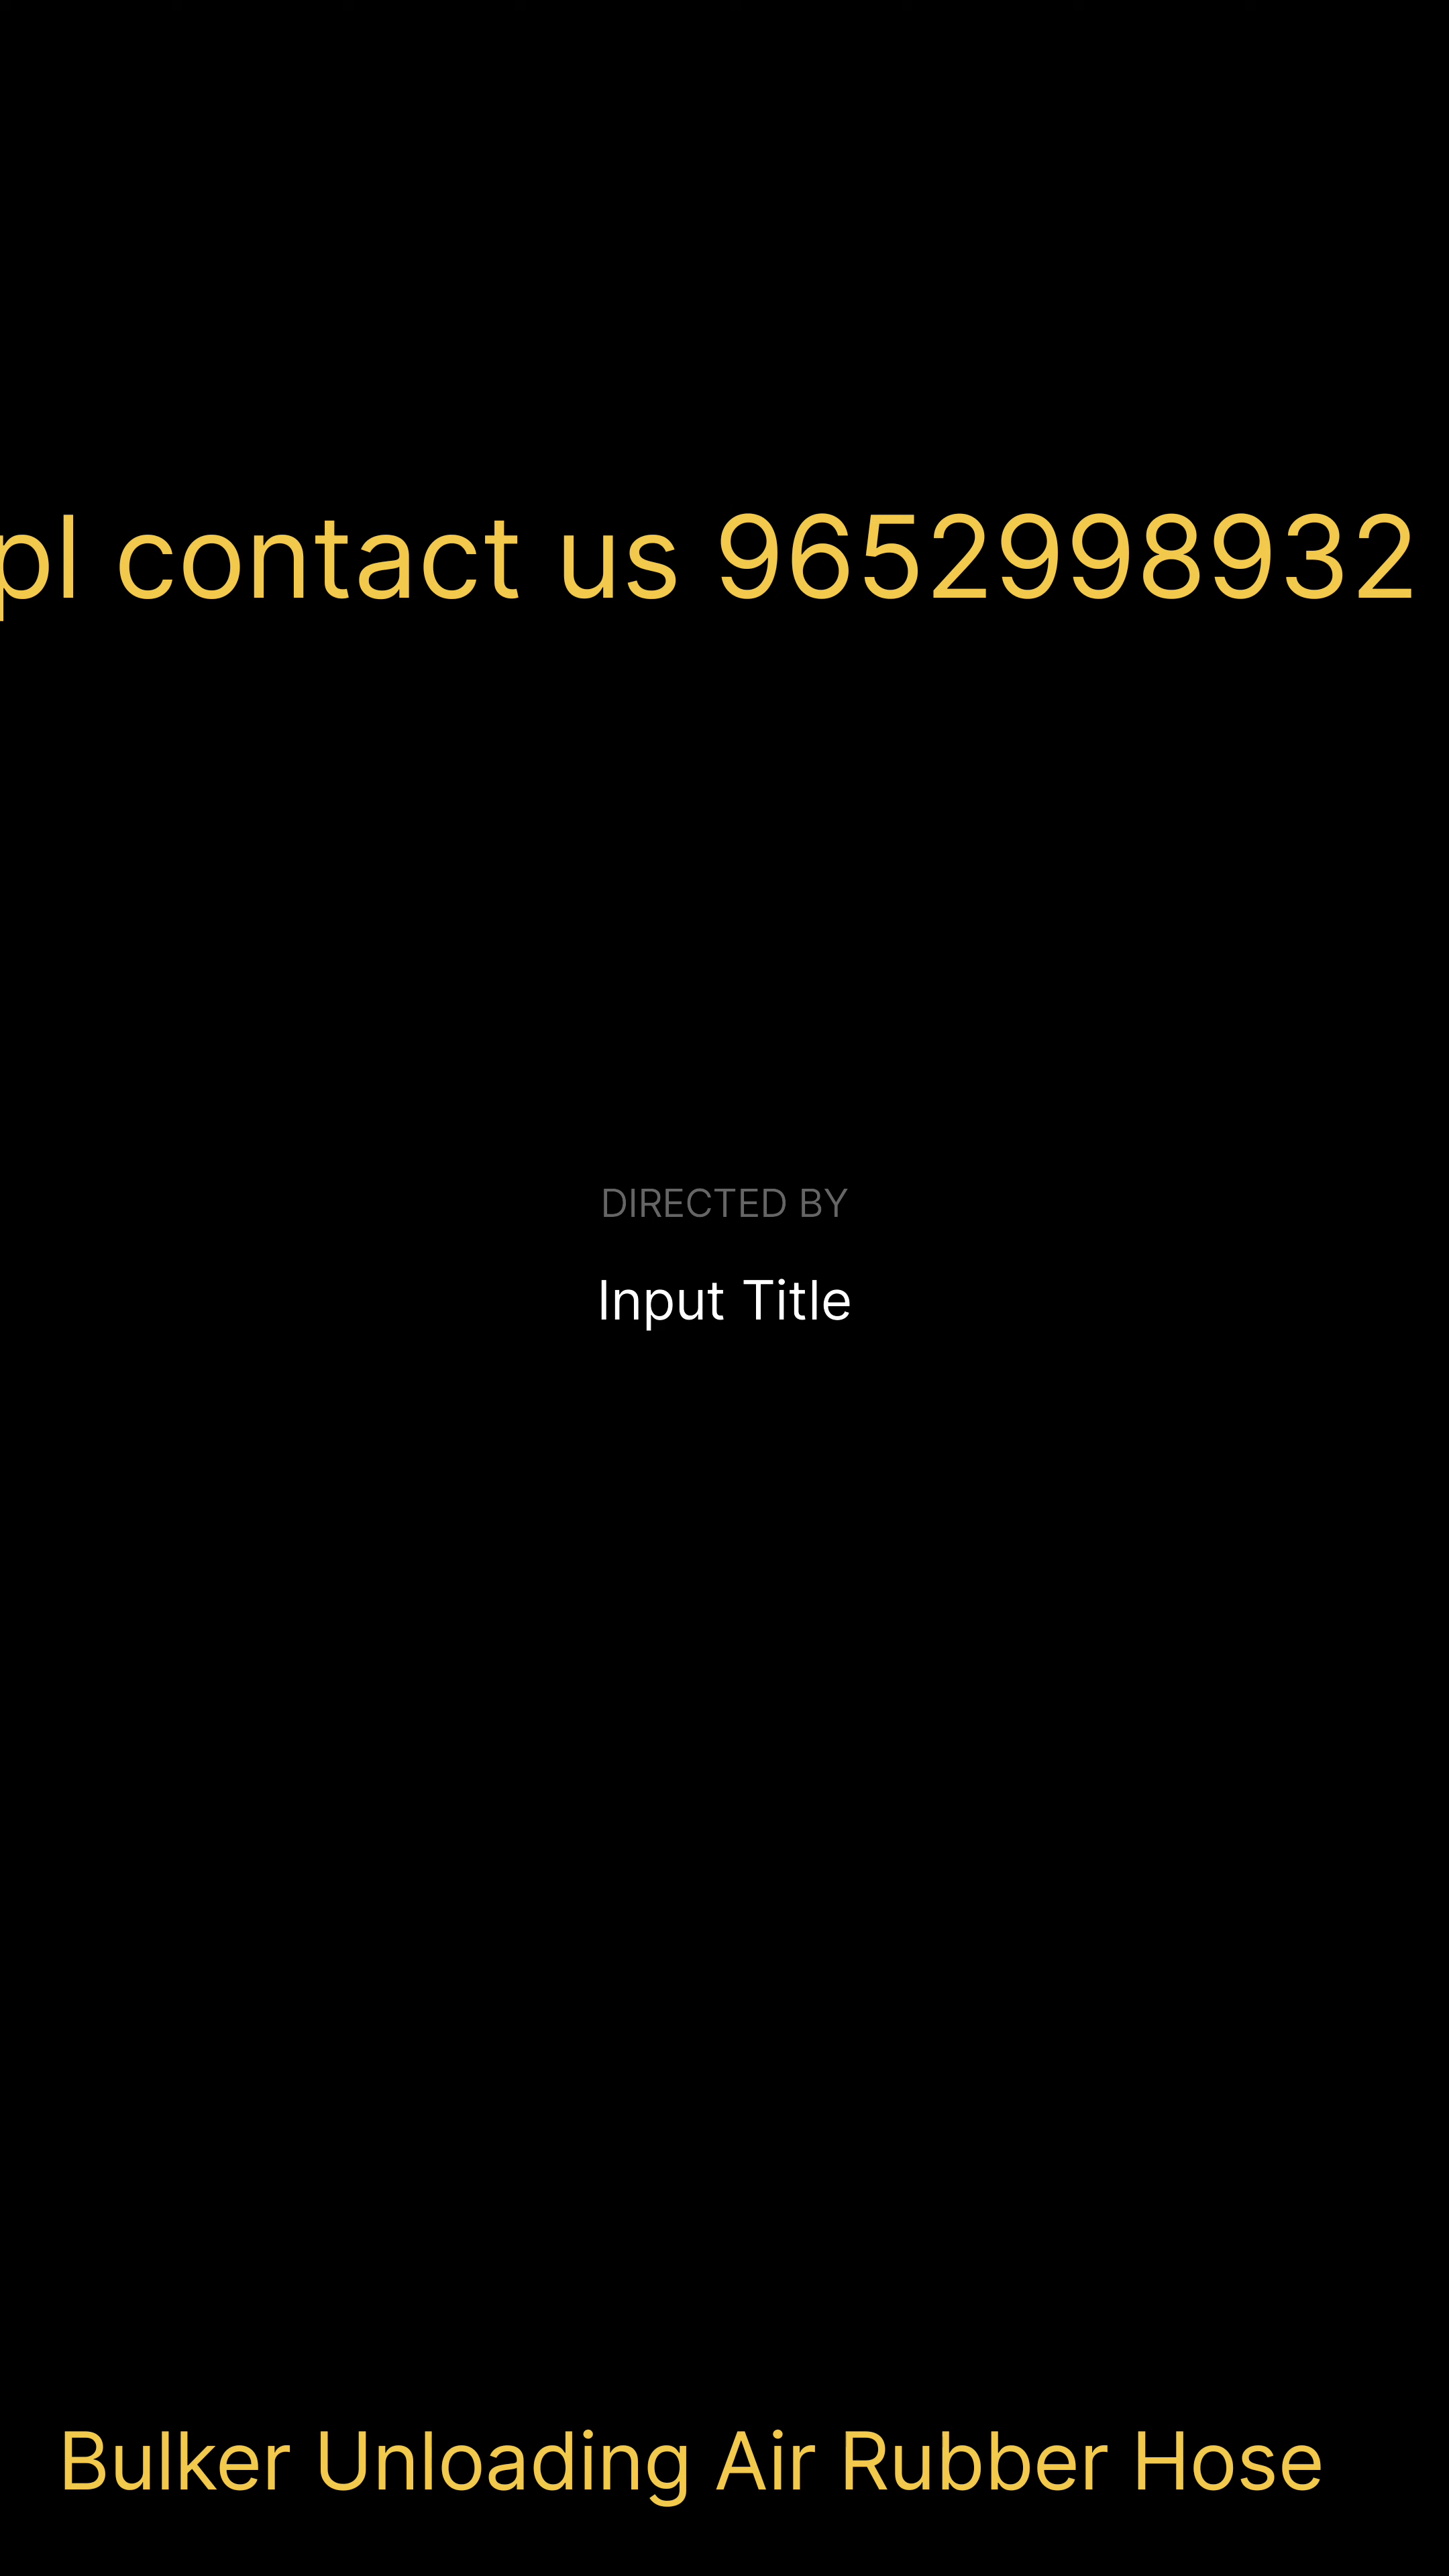 pl contact us 9652998932
DIRECTED BY
Input Title
Bulker Unloading Air Rubber Hose